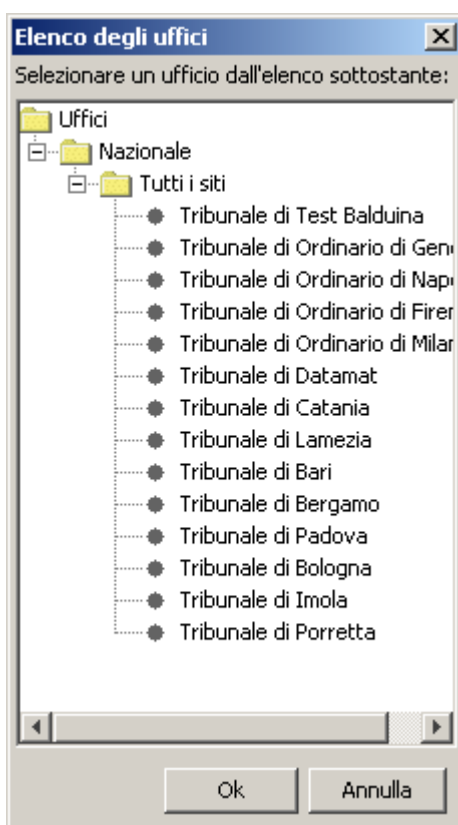 Elenco degli uffici
Selezionare un ufficio dall'elenco sottostante:
Uffici
Nazionale
Tutti i siti
Tribunale di Test Balduina
Tribunale di Ordinario di
Tribunale di Ordinario di
Tribunale di Ordinario di
Tribunale di Ordinario di
Tribunale di Datamat
Tribunale di Catania
Tribunale di Lamezia
Tribunale di Bari
Tribunale di Bergamo
Tribunale di Padova
Tribunale di Bologna
Tribunale di Imola
Tribunale di Porretta
Ok Annulla